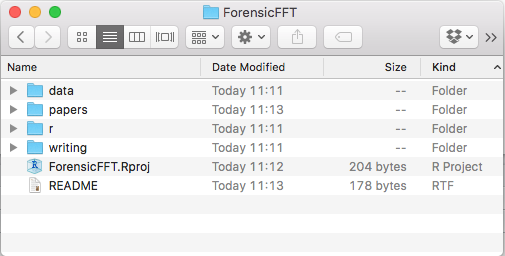 ForensicFFT
Name Date Modified Size Kind
data Today 11:11 -- Folder
papers Today 11:13 -- Folder
r Today 11:11 -- Folder
writing Today 11:11 -- Folder
ForensicFFT.Rproj Today 11:12 204 bytes R Project
README Today 11:13 178 bytes RTF